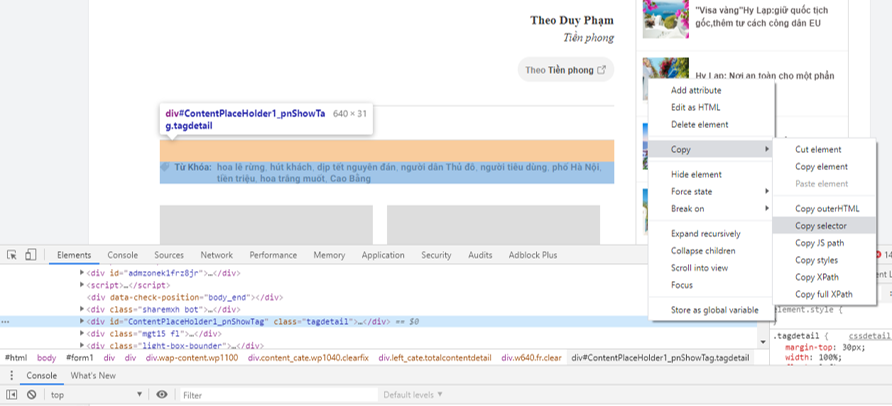 Theo Duy Phạm
Tiền phong
Theo Tiền phong
"Visa vàng"Hy Lạp:giữ quốc tịch
gốc,thêm tư cách công dân EU
Hy Lạp: Nơi an toàn cho một phần
div#ContentPlaceHolder1_pnShowTa
g.tagdetail
640 × 31
Từ Khóa: hoa lê rừng, hút khách, dịp tết nguyên đán, người dân Thủ đô, người tiêu dùng, phố Hà Nội,
tiền triệu, hoa trắng muốt, Cao Bằng
Add attribute
Edit as HTML
Delete element
Copy
Hide element
Force state
Break on
Expand recursively
Collapse children
Scroll into view
Focus
Store as global variable
Cut element
Copy element
Paste element
Copy outerHTML
Copy selector
Copy JS path
Copy styles
Copy XPath
Copy full XPath
Elements Console Sources Network Performance Memory Application Security Audits Adblock Plus
14
<div id="admzonek1frz8jr">…</div>
<script>…</script>
<div data-check-position="body_end"></div>
<div class="sharemxh bot">…</div>
… <div id="ContentPlaceHolder1_pnShowTag" class="tagdetail">…</div> == $0
<div class="mgt15 fl">…</div>
<div class="light-box-bounder">…</div>
element.style {
.tagdetail { cssdetail
margin-top: 30px;
width: 100%;
#html body #form1 div div div.wap-content.wp1100 div.content_cate.wp1040.clearfix div.left_cate.totalcontentdetail div.w640.fr.clear div#ContentPlaceHolder1_pnShowTag.tagdetail
Console What's New
top Filter Default levels